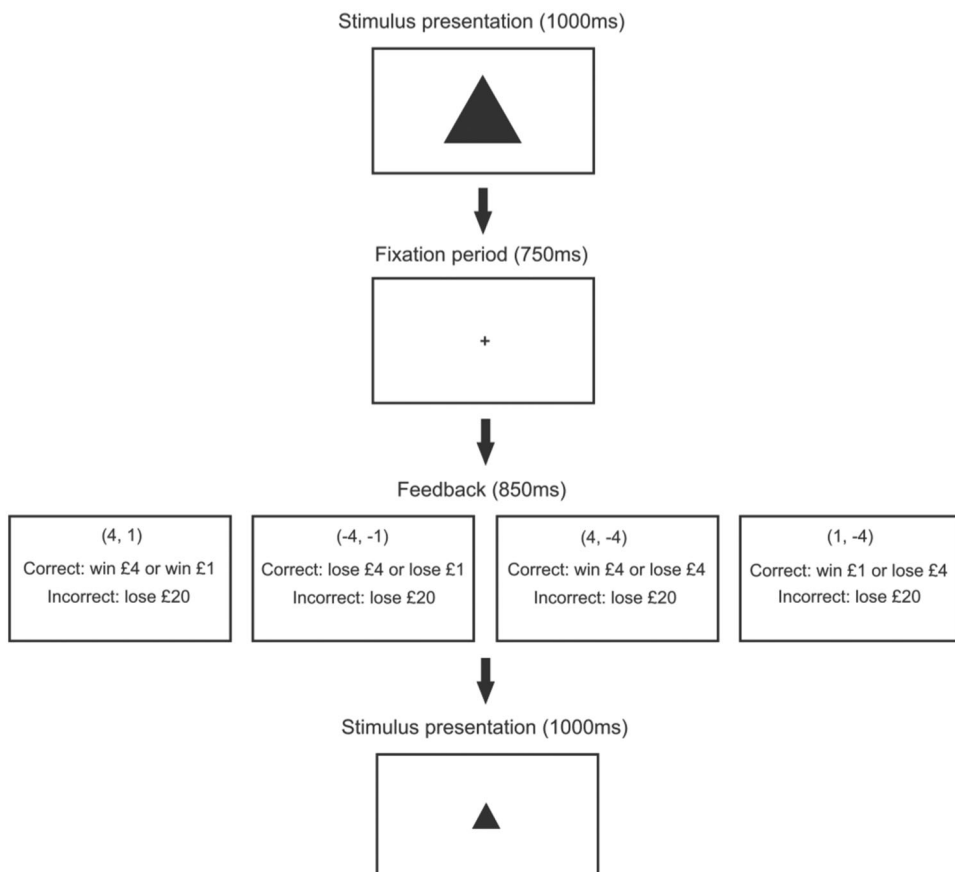 Stimulus presentation (1000ms)
Fixation period (750ms)
+
Feedback (850ms)
(4, 1)
Correct: win £4 or win £1
Incorrect: lose £20
(-4, -1)
Correct: lose £4 or lose £1
Incorrect: lose £20
(4, -4)
Correct: win £4 or lose £4
Incorrect: lose £20
(1, -4)
Correct: win £1 or lose £4
Incorrect: lose £20
Stimulus presentation (1000ms)